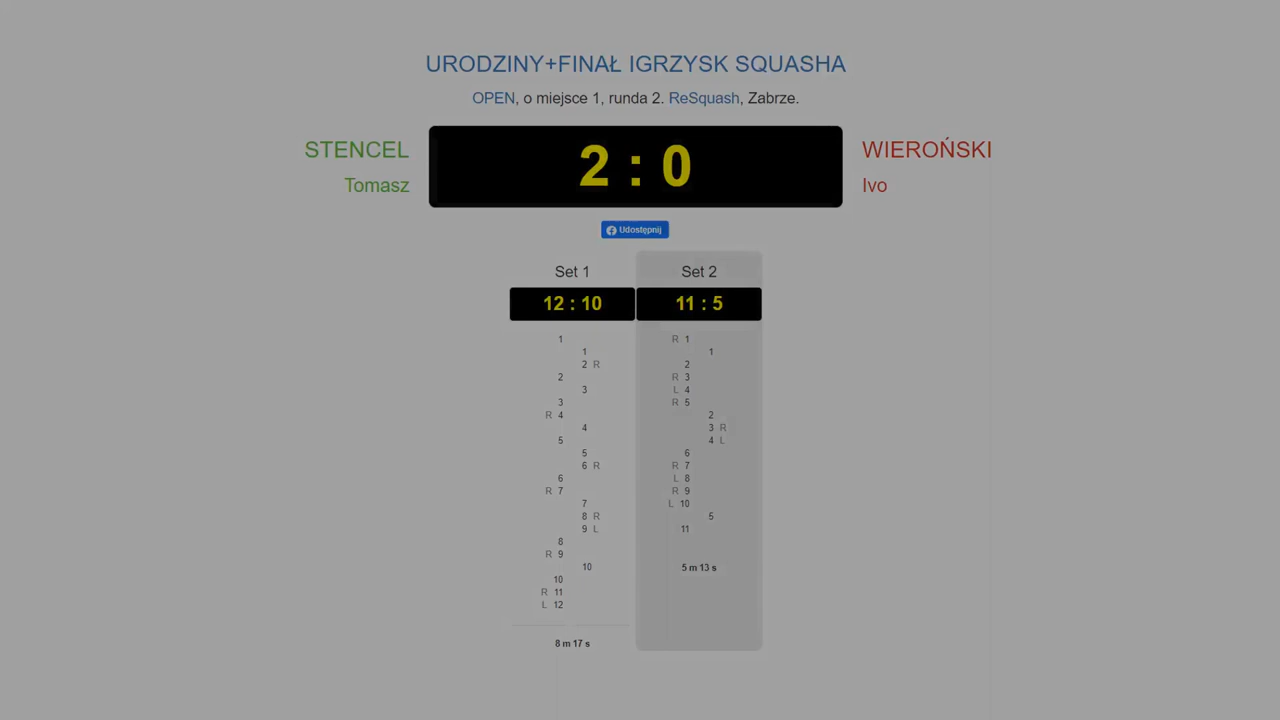 URODZINY+FINAŁ IGRZYSK SQUASHA
OPEN, o miejsce 1, runda 2. ReSquash, Zabrze.
STENCEL
Tomasz
2 : 0
WIEROŃSKI
Ivo
Udostępnij
Set 1
12 : 10
1
1
2 R
2
3
3
R 4
4
5
5
6 R
6
R 7
7
8 R
9 L
8
R 9
10
10
R 11
L 12
8 m 17 s
Set 2
11 : 5
R 1
1
2
R 3
L 4
R 5
2
3 R
4 L
6
R 7
L 8
R 9
L 10
5
11
5 m 13 s